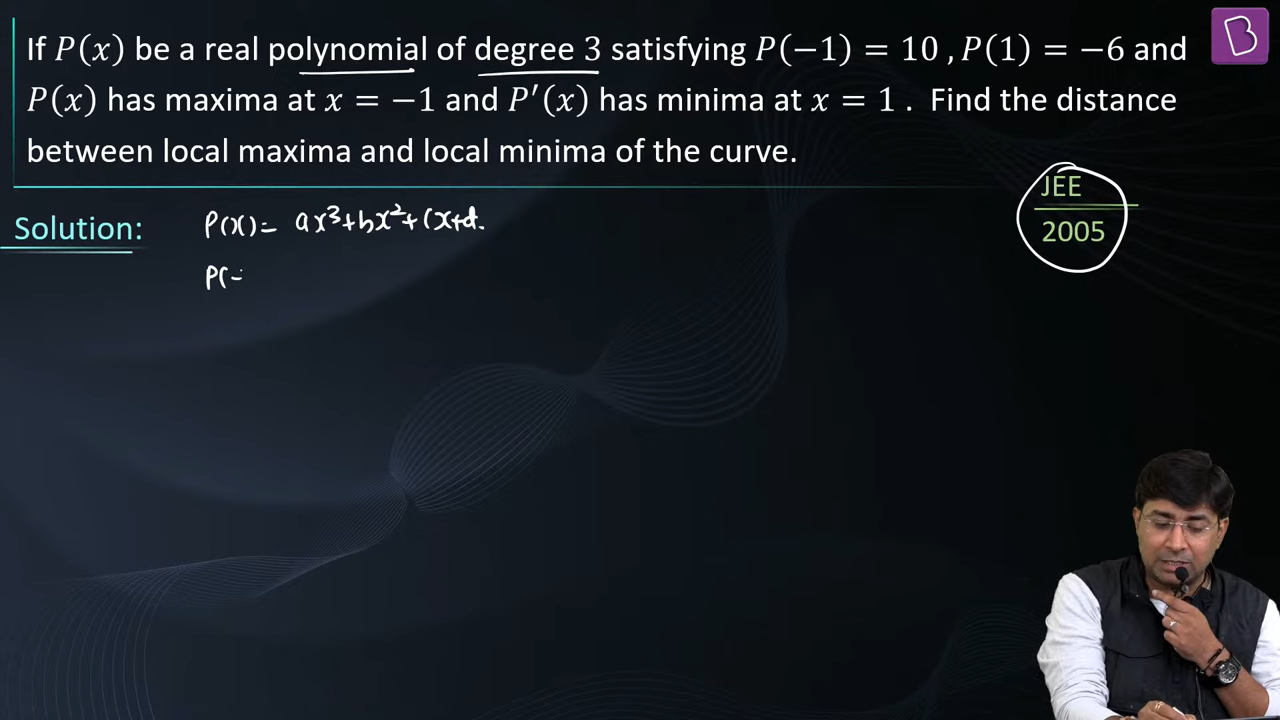 If P(x) be a real polynomial of degree 3 satisfying P(−1) = 10 , P(1) = −6 and
P(x) has maxima at x = −1 and P′(x) has minima at x = 1 . Find the distance
between local maxima and local minima of the curve.
JEE
2005
Solution:
P(x)= ax³+bx²+cx+d.
P(-